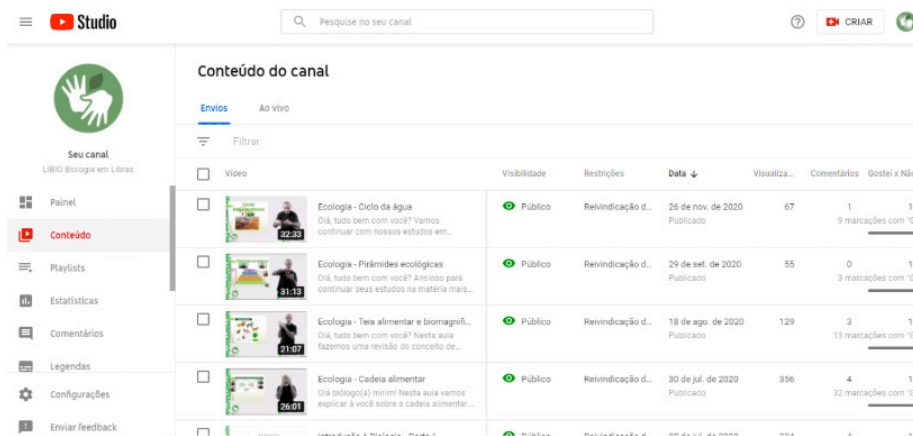 Studio
Pesquise no seu canal
CRIAR
Seu canal
LIBIO Biologia em Libras
Painel
Conteúdo
Playlists
Estatísticas
Comentários
Legendas
Configurações
Enviar feedback
Conteúdo do canal
Envios Ao vivo
Filtrar
Vídeo Visibilidade Restrições Data Visualiza... Comentários Gostei x Nã
Ecologia - Ciclo da água Público Reivindicação d... 26 de nov. de 2020 67 1
Olá, tudo bem com você? Vamos Publicado 9 marcações com
continuar com nossos estudos em...
32:33
Ecologia - Pirâmides ecológicas Público Reivindicação d... 29 de set. de 2020 55 0
Olá, tudo bem com você? Ansioso para Publicado 3 marcações com
continuar seus estudos na matéria mais...
31:13
Ecologia - Teia alimentar e biomagnifi... Público Reivindicação d... 18 de ago. de 2020 129 3
Olá, tudo bem com você? Nesta aula Publicado 13 marcações com
fazemos uma revisão do conceito de...
21:07
Ecologia - Cadeia alimentar Público Reivindicação d... 30 de jul. de 2020 356 4
Olá biólogo(a) mirim! Nesta aula vamos Publicado 32 marcações com
explicar à você sobre a cadeia alimentar...
26:01